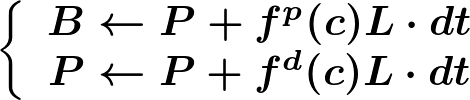 B ← P + f^p(c)L · dt
P ← P + f^d(c)L · dt